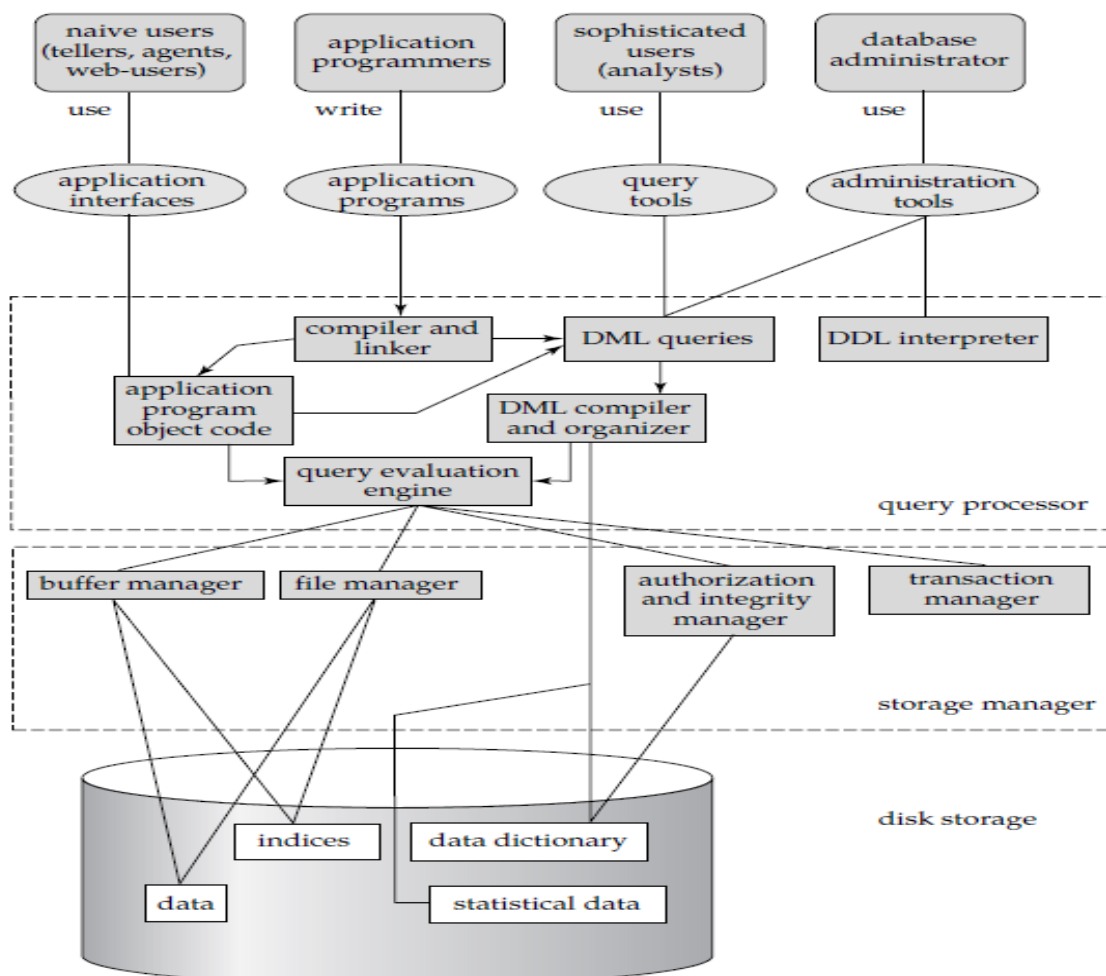 naive users
(tellers, agents,
web-users)
application
programmers
sophisticated
users
(analysts)
database
administrator
use
write
use
use
application
interfaces
application
programs
query
tools
administration
tools
compiler and
linker
DML queries
DDL interpreter
application
program
object code
DML compiler
and organizer
query evaluation
engine
query processor
buffer manager
file manager
authorization
and integrity
manager
transaction
manager
storage manager
disk storage
indices
data dictionary
data
statistical data